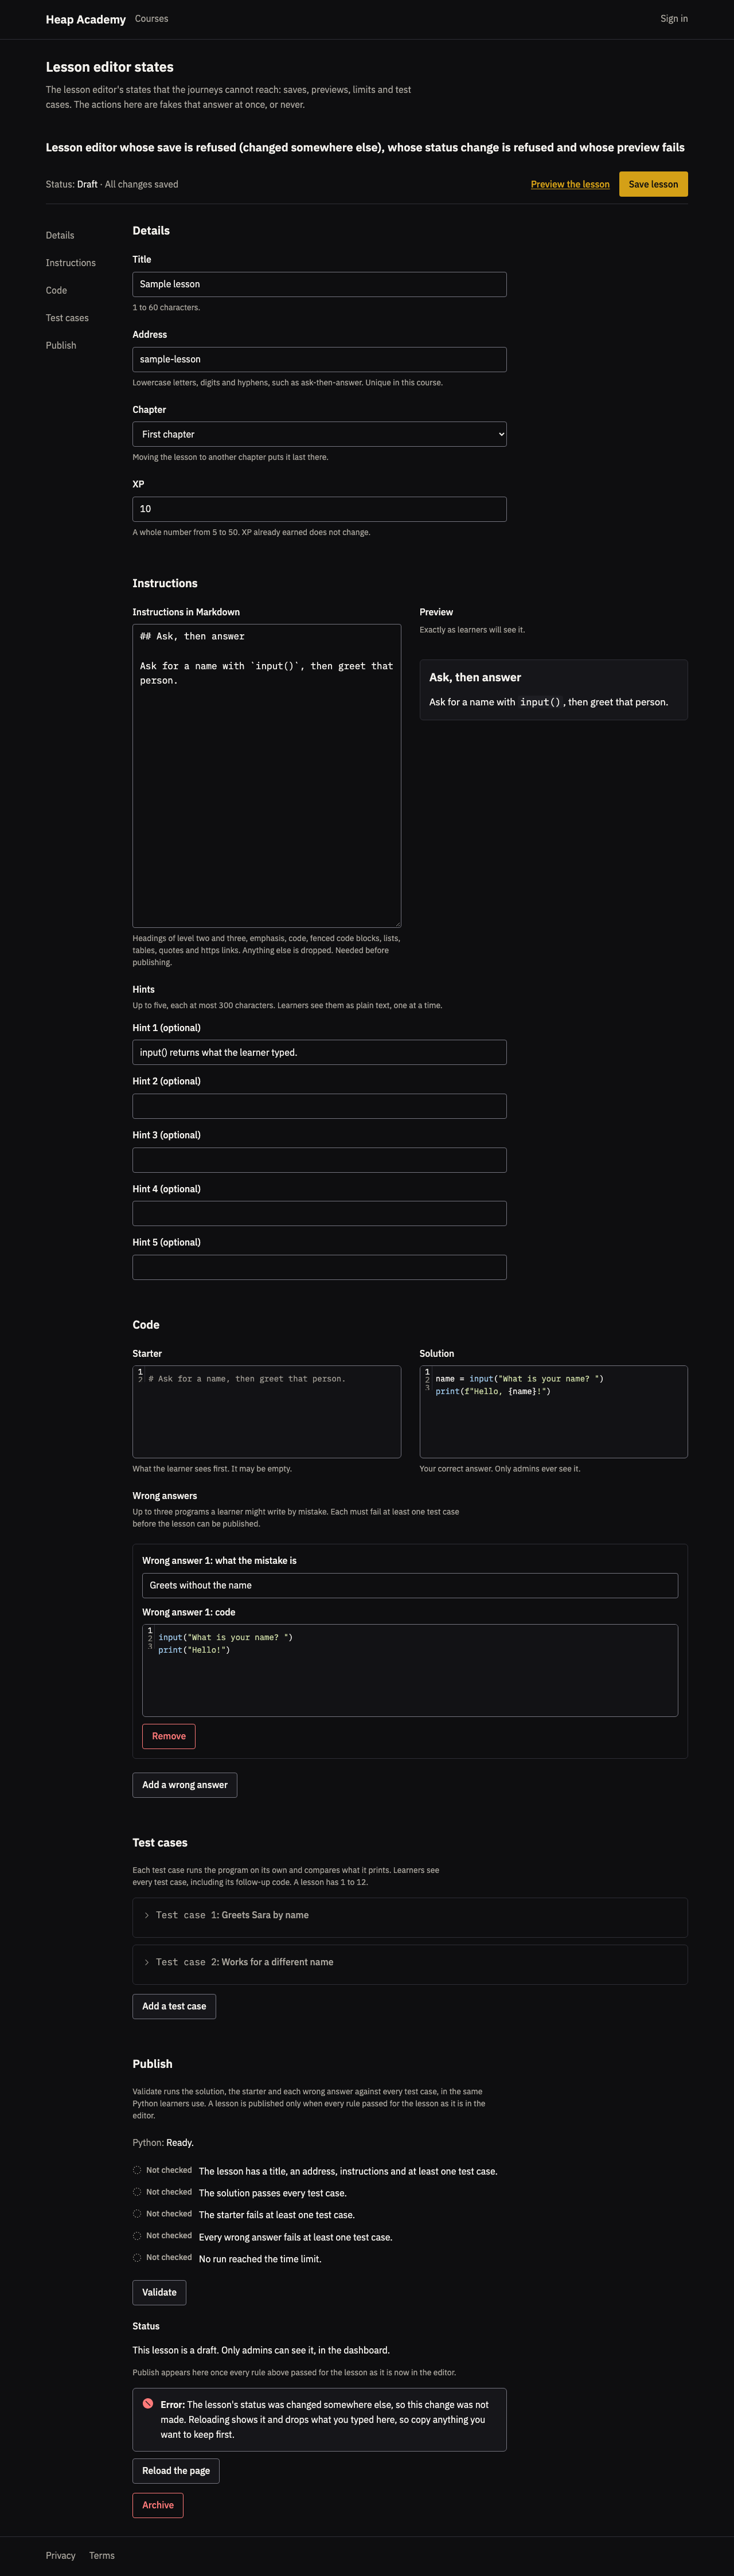 Heap Academy Courses Sign in
Lesson editor states
The lesson editor's states that the journeys cannot reach: saves, previews, limits and test
cases. The actions here are fakes that answer at once, or never.
Lesson editor whose save is refused (changed somewhere else), whose status change is refused and whose preview fails
Status: Draft · All changes saved
Preview the lesson
Save lesson
Details
Instructions
Code
Test cases
Publish
Details
Title
Sample lesson
1 to 60 characters.
Address
sample-lesson
Lowercase letters, digits and hyphens, such as ask-then-answer. Unique in this course.
Chapter
First chapter
Moving the lesson to another chapter puts it last there.
XP
10
A whole number from 5 to 50. XP already earned does not change.
Instructions
Instructions in Markdown
## Ask, then answer
Ask for a name with `input()`, then greet that
person.
Headings of level two and three, emphasis, code, fenced code blocks, lists,
tables, quotes and https links. Anything else is dropped. Needed before
publishing.
Preview
Exactly as learners will see it.
Ask, then answer
Ask for a name with input(), then greet that person.
Hints
Up to five, each at most 300 characters. Learners see them as plain text, one at a time.
Hint 1 (optional)
input() returns what the learner typed.
Hint 2 (optional)
Hint 3 (optional)
Hint 4 (optional)
Hint 5 (optional)
Code
Starter
1
2
# Ask for a name, then greet that person.
What the learner sees first. It may be empty.
Solution
1
2
3
name = input("What is your name? ")
print(f"Hello, {name}!")
Your correct answer. Only admins ever see it.
Wrong answers
Up to three programs a learner might write by mistake. Each must fail at least one test case
before the lesson can be published.
Wrong answer 1: what the mistake is
Greets without the name
Wrong answer 1: code
1
2
3
input("What is your name? ")
print("Hello!")
Remove
Add a wrong answer
Test cases
Each test case runs the program on its own and compares what it prints. Learners see
every test case, including its follow-up code. A lesson has 1 to 12.
Test case 1: Greets Sara by name
Test case 2: Works for a different name
Add a test case
Publish
Validate runs the solution, the starter and each wrong answer against every test case, in the same
Python learners use. A lesson is published only when every rule passed for the lesson as it is in the
editor.
Python: Ready.
Not checked The lesson has a title, an address, instructions and at least one test case.
Not checked The solution passes every test case.
Not checked The starter fails at least one test case.
Not checked Every wrong answer fails at least one test case.
Not checked No run reached the time limit.
Validate
Status
This lesson is a draft. Only admins can see it, in the dashboard.
Publish appears here once every rule above passed for the lesson as it is now in the editor.
Error: The lesson's status was changed somewhere else, so this change was not
made. Reloading shows it and drops what you typed here, so copy anything you
want to keep first.
Reload the page
Archive
Privacy Terms